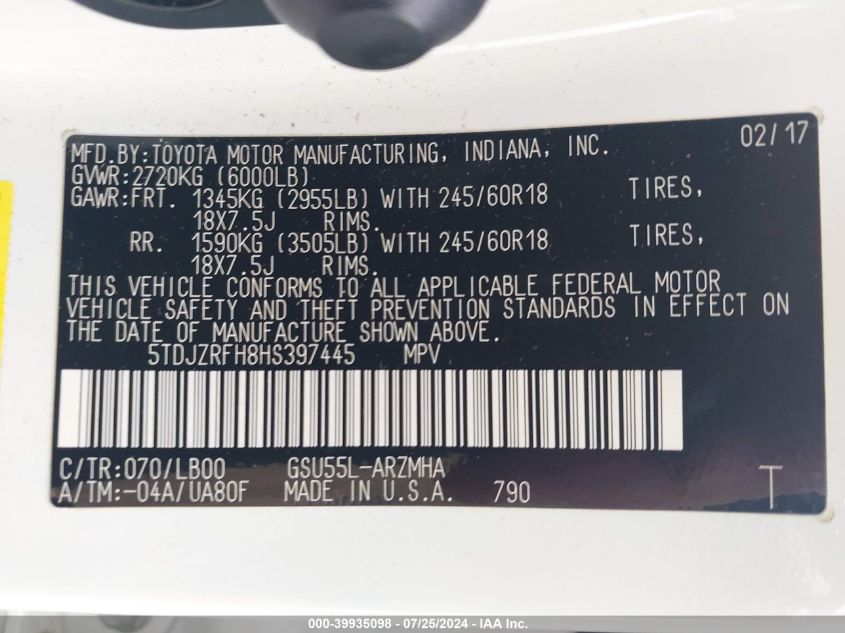 MFD.BY:TOYOTA MOTOR MANUFACTURING, INDIANA, INC. 02/17
GVWR:2720KG (6000LB)
GAWR:FRT. 1345KG (2955LB) WITH 245/60R18 TIRES,
18X7.5J RIMS.
RR. 1590KG (3505LB) WITH 245/60R18 TIRES,
18X7.5J RIMS.
THIS VEHICLE CONFORMS TO ALL APPLICABLE FEDERAL MOTOR
VEHICLE SAFETY AND THEFT PREVENTION STANDARDS IN EFFECT ON
THE DATE OF MANUFACTURE SHOWN ABOVE.
5TDJZRFH8HS397445 MPV
C/TR:070/LB00 GSU55L-ARZMHA
A/TM:-04A/UA80F MADE IN U.S.A. 790 T
000-39935098 - 07/25/2024 - IAA Inc.